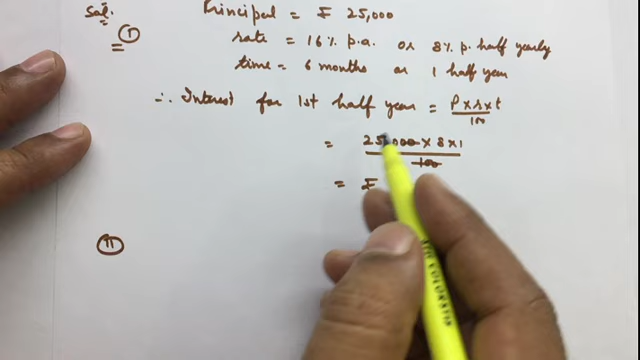 Sol. Principal = ₹ 25,000
(I) rate = 16% p.a. or 8% p. half yearly
time = 6 months or 1 half year
∴ Interest for 1st half year = P×r×t/100
= 25,000 × 8 × 1/100
= ₹
(II)